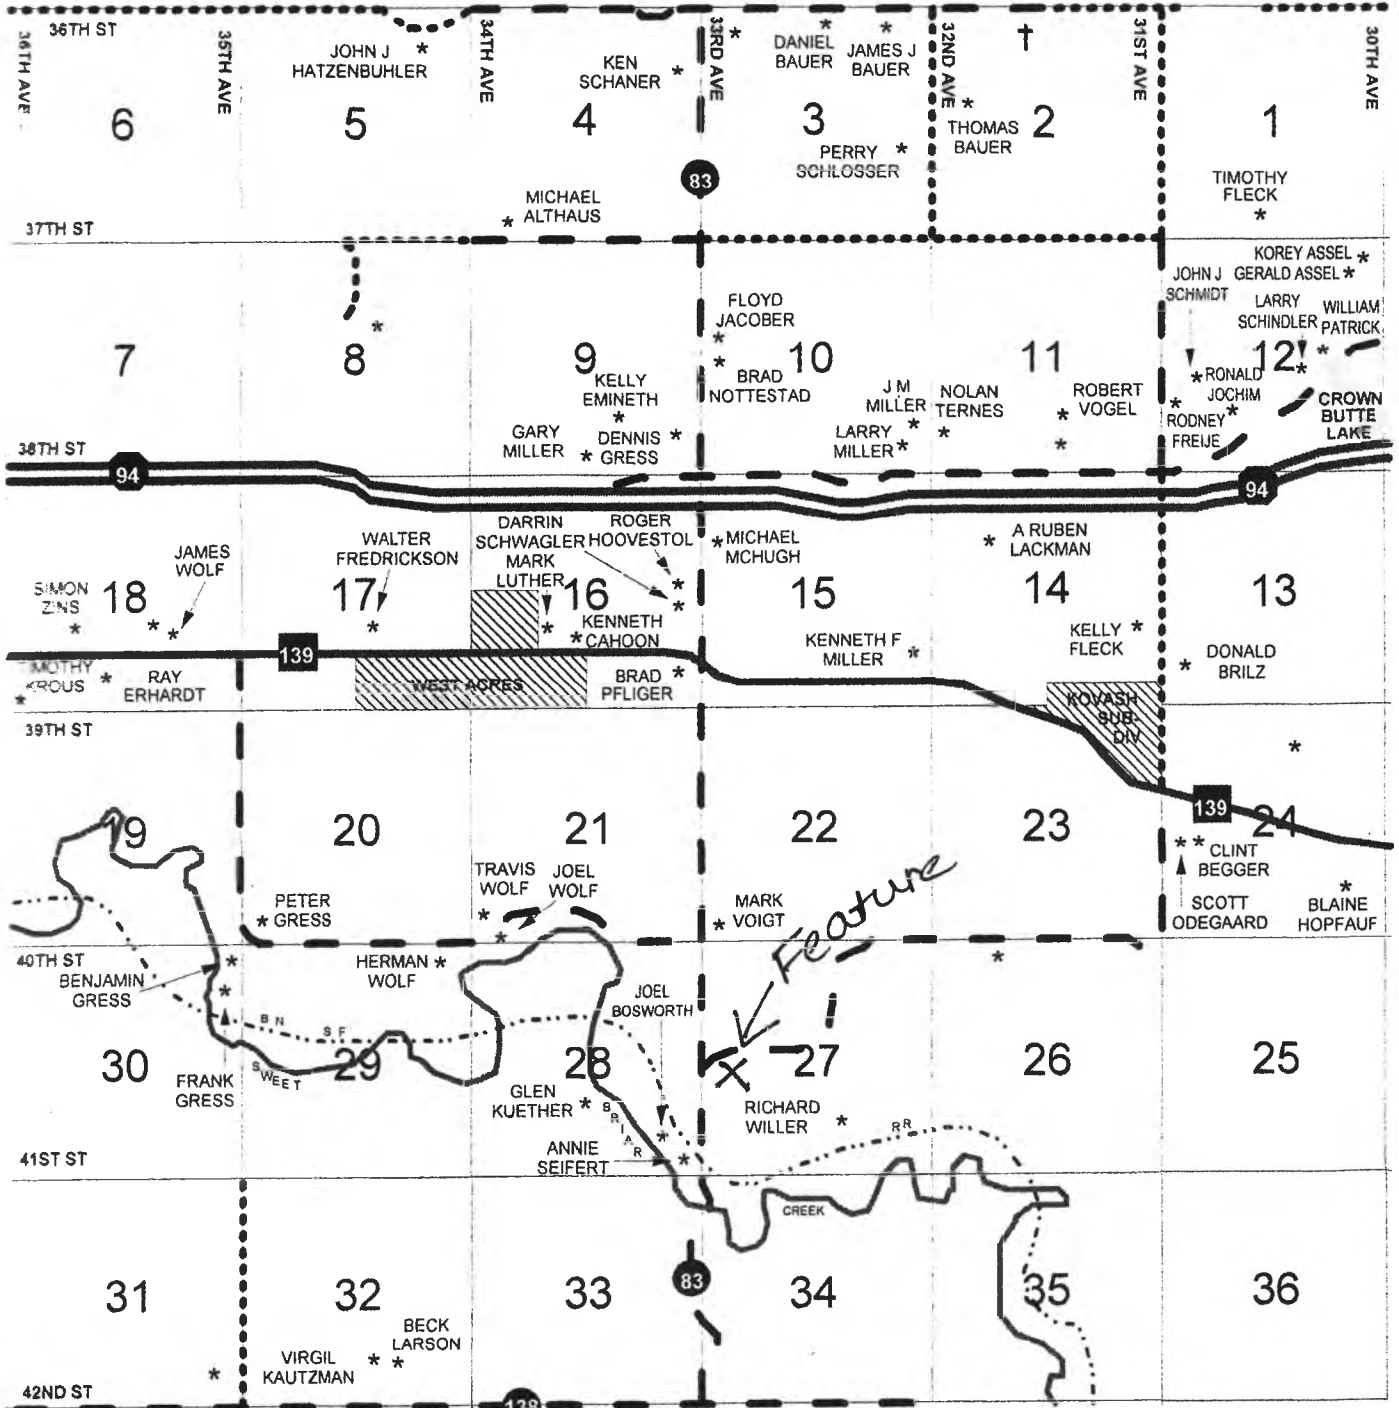 36TH ST
36TH AVE
35TH AVE
34TH AVE
33RD AVE
32ND AVE
31ST AVE
30TH AVE
JOHN J
HATZENBUHLER
KEN
SCHANER
DANIEL
BAUER
JAMES J
BAUER
THOMAS
BAUER
PERRY
SCHLOSSER
6
5
4
3
2
1
83
MICHAEL
ALTHAUS
TIMOTHY
FLECK
37TH ST
KOREY ASSEL
GERALD ASSEL
JOHN J
SCHMIDT
LARRY
SCHINDLER
WILLIAM
PATRICK
FLOYD
JACOBER
7
8
9
10
11
12
KELLY
EMINETH
BRAD
NOTTESTAD
J M
MILLER
NOLAN
TERNES
ROBERT
VOGEL
RONALD
JOCHIM
RODNEY
FREIJE
CROWN
BUTTE
LAKE
GARY
MILLER
DENNIS
GRESS
LARRY
MILLER
38TH ST
94
94
JAMES
WOLF
WALTER
FREDRICKSON
DARRIN
SCHWAGLER
ROGER
HOOVESTOL
MARK
LUTHER
MICHAEL
MCHUGH
A RUBEN
LACKMAN
SIMON
ZINS
18
17
16
15
14
13
KENNETH
CAHOON
KENNETH F
MILLER
KELLY
FLECK
DONALD
BRILZ
139
TIMOTHY
KROUS
RAY
ERHARDT
WEST ACRES
BRAD
PFLIGER
KOVASH
SUB-
DIV
39TH ST
139
19
20
21
22
23
24
CLINT
BEGGER
SCOTT
ODEGAARD
BLAINE
HOPFAUF
TRAVIS
WOLF
JOEL
WOLF
PETER
GRESS
MARK
VOIGT
Feature
40TH ST
BENJAMIN
GRESS
HERMAN
WOLF
JOEL
BOSWORTH
BN SF
30
29
28
27
26
25
X
SWEET
FRANK
GRESS
GLEN
KUETHER
BRIAR
RICHARD
WILLER
ANNIE
SEIFERT
RR
41ST ST
CREEK
31
32
33
83
34
35
36
VIRGIL
KAUTZMAN
BECK
LARSON
42ND ST
138